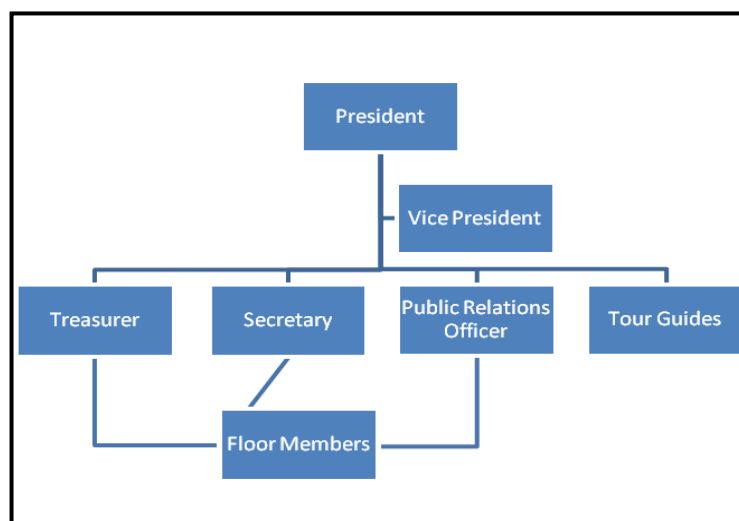 President
Vice President
Treasurer
Secretary
Public Relations
Officer
Tour Guides
Floor Members